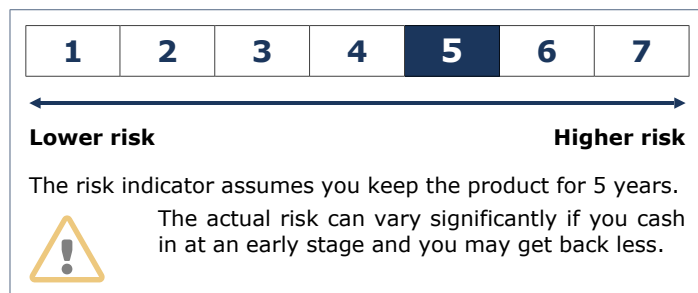 1 2 3 4 5 6 7
Lower risk Higher risk
The risk indicator assumes you keep the product for 5 years.
The actual risk can vary significantly if you cash
in at an early stage and you may get back less.